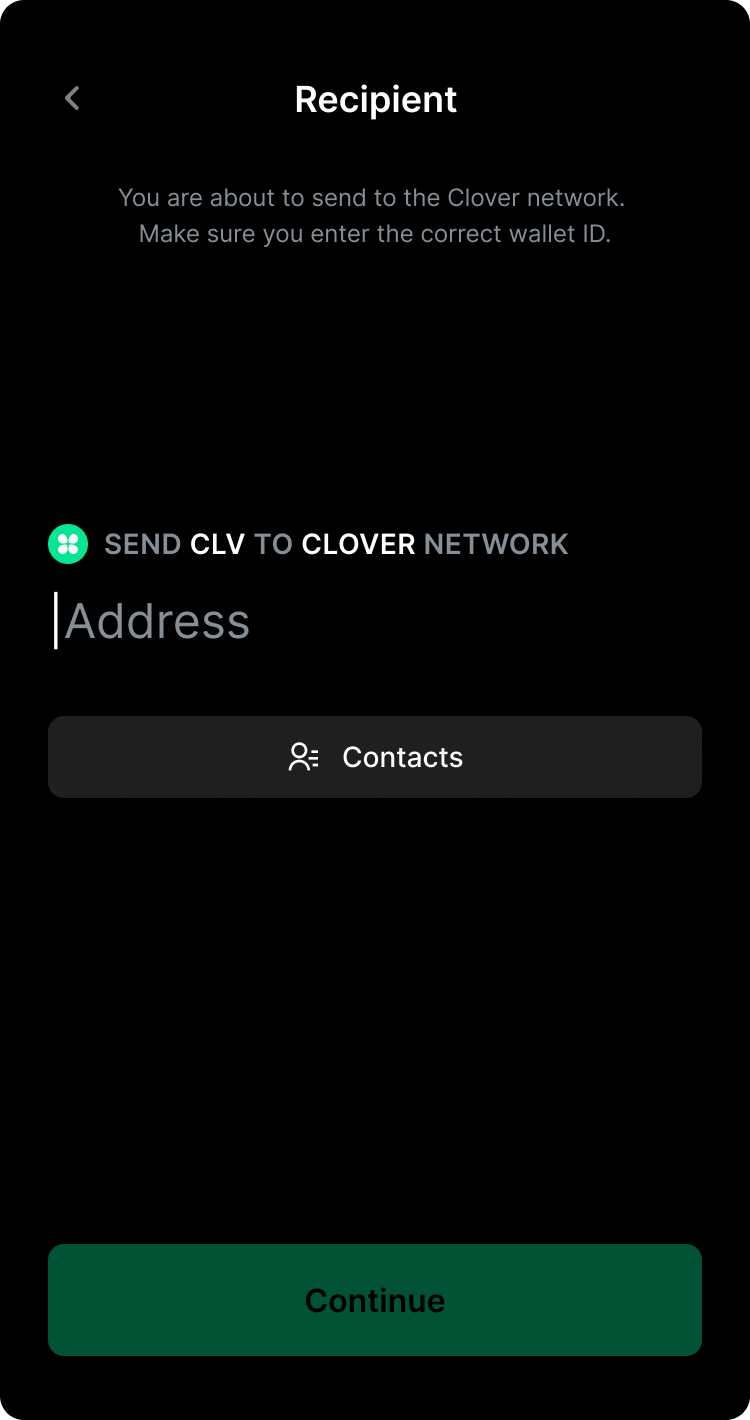 Recipient
You are about to send to the Clover network.
Make sure you enter the correct wallet ID.
SEND CLV TO CLOVER NETWORK
Address
Contacts
Continue